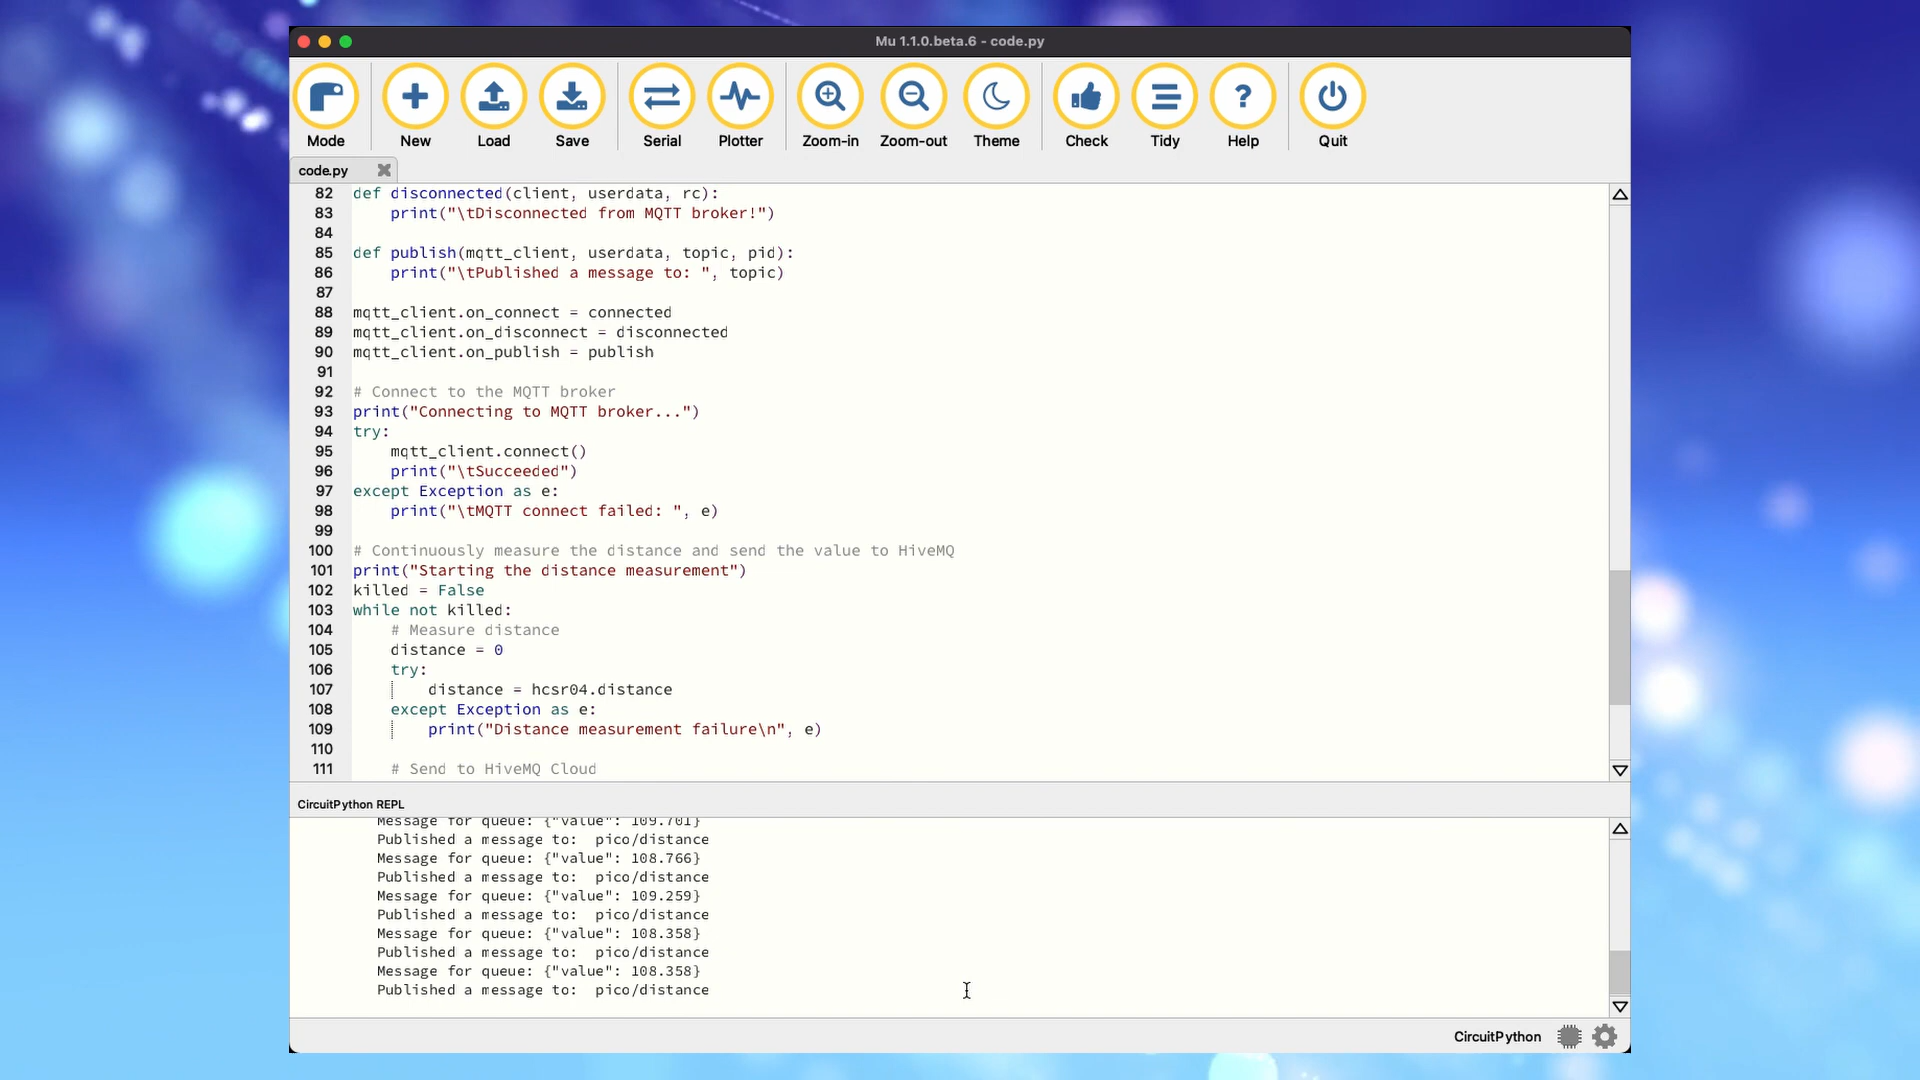 Mu 1.1.0.beta.6 - code.py
Mode New Load Save Serial Plotter Zoom-in Zoom-out Theme Check Tidy Help Quit
code.py
82 def disconnected(client, userdata, rc):
83     print("\tDisconnected from MQTT broker!")
84
85 def publish(mqtt_client, userdata, topic, pid):
86     print("\tPublished a message to: ", topic)
87
88 mqtt_client.on_connect = connected
89 mqtt_client.on_disconnect = disconnected
90 mqtt_client.on_publish = publish
91
92 # Connect to the MQTT broker
93 print("Connecting to MQTT broker...")
94 try:
95     mqtt_client.connect()
96     print("\tSucceeded")
97 except Exception as e:
98     print("\tMQTT connect failed: ", e)
99
100 # Continuously measure the distance and send the value to HiveMQ
101 print("Starting the distance measurement")
102 killed = False
103 while not killed:
104     # Measure distance
105     distance = 0
106     try:
107         distance = hcsr04.distance
108     except Exception as e:
109         print("Distance measurement failure\n", e)
110
111     # Send to HiveMQ Cloud
CircuitPython REPL
Message for queue: {"value": 109.701}
Published a message to:  pico/distance
Message for queue: {"value": 108.766}
Published a message to:  pico/distance
Message for queue: {"value": 109.259}
Published a message to:  pico/distance
Message for queue: {"value": 108.358}
Published a message to:  pico/distance
Message for queue: {"value": 108.358}
Published a message to:  pico/distance
CircuitPython